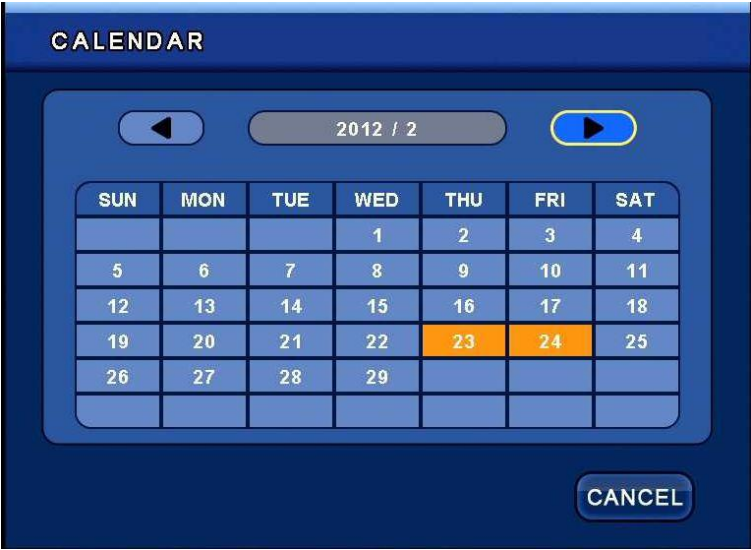 CALENDAR
2012 / 2
SUN MON TUE WED THU FRI SAT
1 2 3 4
5 6 7 8 9 10 11
12 13 14 15 16 17 18
19 20 21 22 23 24 25
26 27 28 29
CANCEL